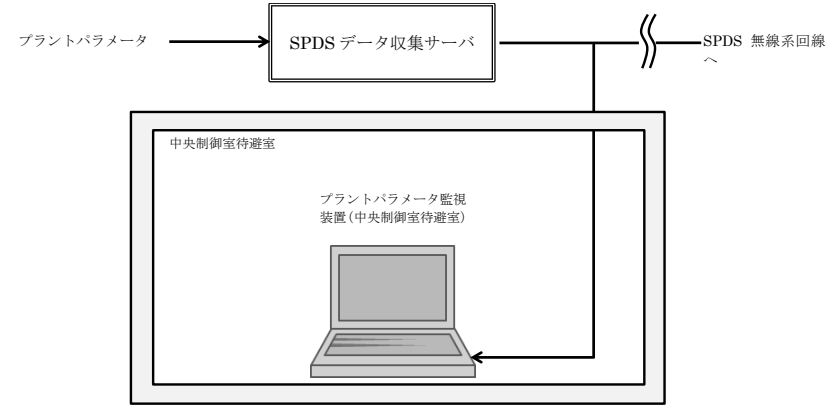 プラントパラメータ
SPDS データ収集サーバ
SPDS 無線系回線
へ
中央制御室待避室
プラントパラメータ監視
装置(中央制御室待避室)